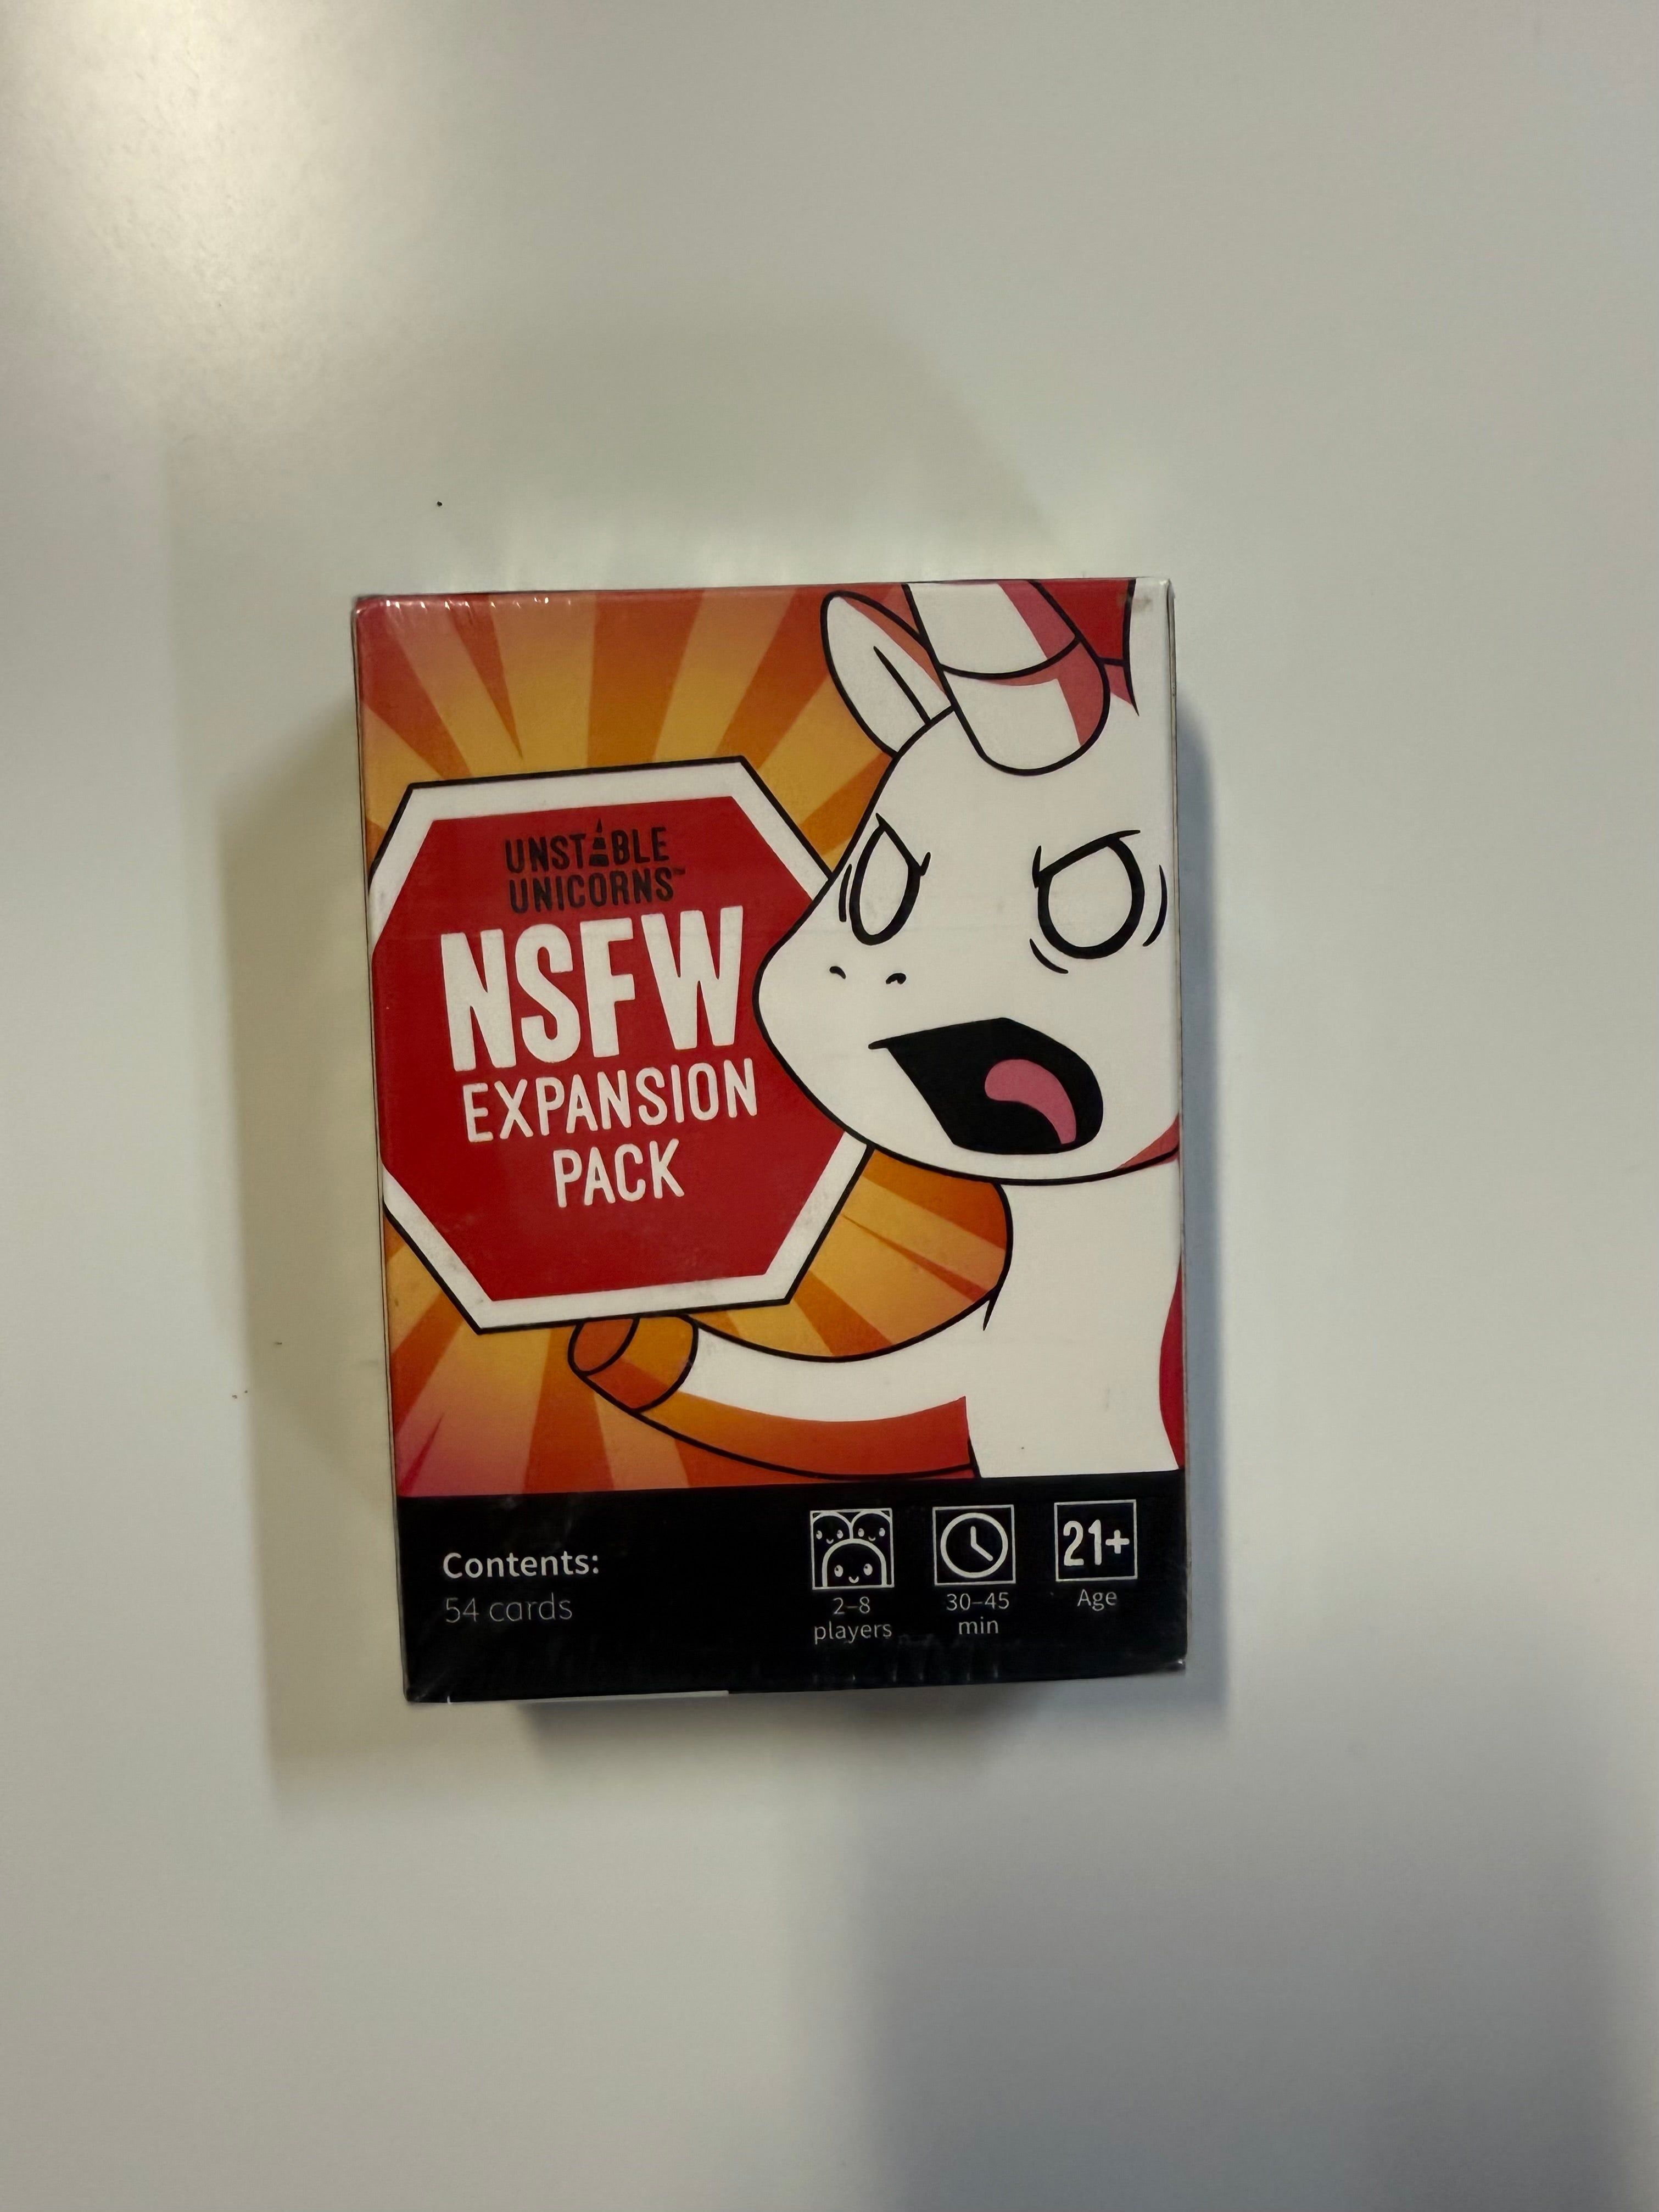 UNSTABLE
UNICORNS™
NSFW
EXPANSION
PACK
Contents:
54 cards
2–8
players
30–45
min
21+
Age